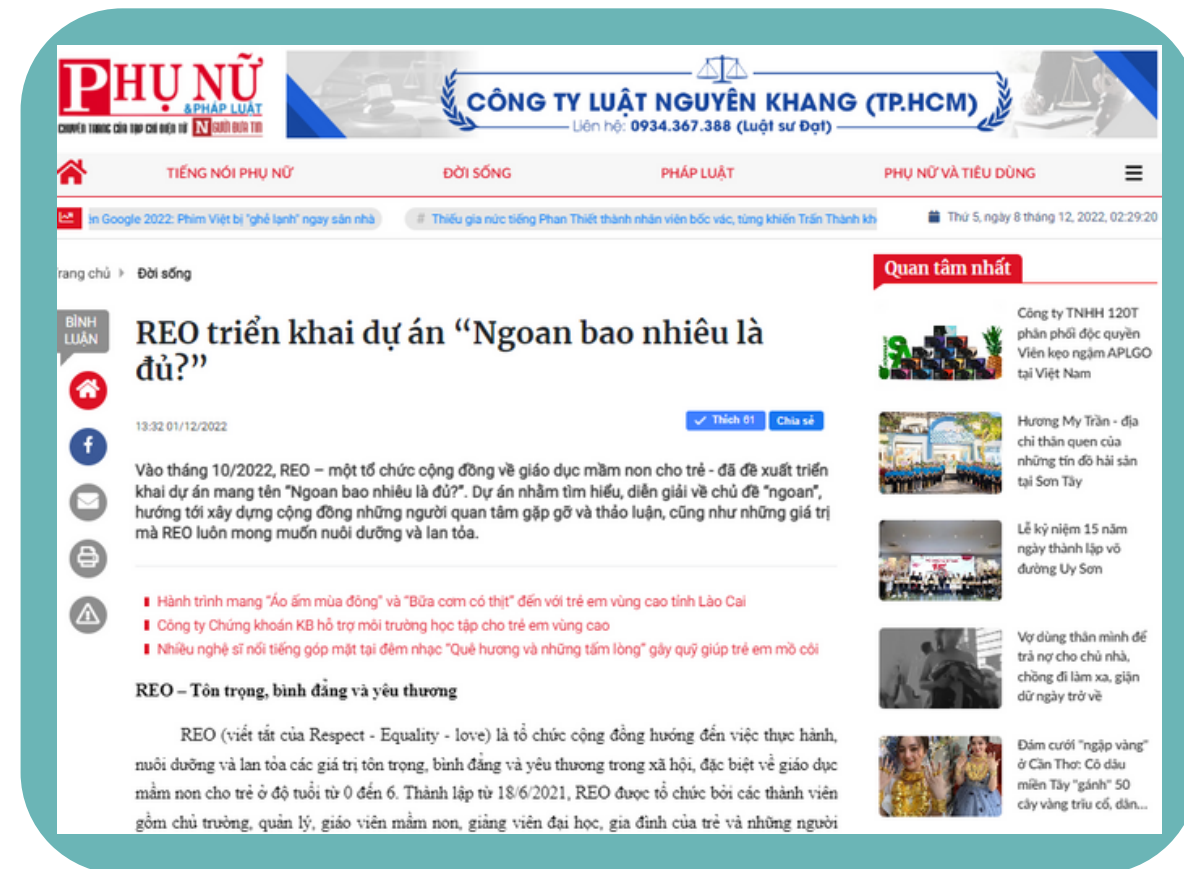 PHỤ NỮ
& PHÁP LUẬT
CHUYÊN TRANG CỦA TẠP CHÍ ĐIỆN TỬ NGƯỜI ĐƯA TIN
CÔNG TY LUẬT NGUYÊN KHANG (TP.HCM)
Liên hệ: 0934.367.388 (Luật sư Đạt)
TIẾNG NÓI PHỤ NỮ ĐỜI SỐNG PHÁP LUẬT PHỤ NỮ VÀ TIÊU DÙNG
ên Google 2022: Phim Việt bị "ghẻ lạnh" ngay sân nhà # Thiếu gia nức tiếng Phan Thiết thành nhân viên bốc vác, từng khiến Trấn Thành kh Thứ 5, ngày 8 tháng 12, 2022, 02:29:20
rang chủ Đời sống
BÌNH
LUẬN
REO triển khai dự án “Ngoan bao nhiêu là
đủ?”
13:32 01/12/2022
Thích 61 Chia sẻ
Vào tháng 10/2022, REO – một tổ chức cộng đồng về giáo dục mầm non cho trẻ - đã đề xuất triển
khai dự án mang tên “Ngoan bao nhiêu là đủ?”. Dự án nhằm tìm hiểu, diễn giải về chủ đề “ngoan”,
hướng tới xây dựng cộng đồng những người quan tâm gặp gỡ và thảo luận, cũng như những giá trị
mà REO luôn mong muốn nuôi dưỡng và lan tỏa.
Hành trình mang “Áo ấm mùa đông” và “Bữa cơm có thịt” đến với trẻ em vùng cao tỉnh Lào Cai
Công ty Chứng khoán KB hỗ trợ môi trường học tập cho trẻ em vùng cao
Nhiều nghệ sĩ nổi tiếng góp mặt tại đêm nhạc “Quê hương và những tấm lòng” gây quỹ giúp trẻ em mồ côi
REO – Tôn trọng, bình đẳng và yêu thương
REO (viết tắt của Respect - Equality - love) là tổ chức cộng đồng hướng đến việc thực hành,
nuôi dưỡng và lan tỏa các giá trị tôn trọng, bình đẳng và yêu thương trong xã hội, đặc biệt về giáo dục
mầm non cho trẻ ở độ tuổi từ 0 đến 6. Thành lập từ 18/6/2021, REO được tổ chức bởi các thành viên
gồm chủ trường, quản lý, giáo viên mầm non, giảng viên đại học, gia đình của trẻ và những người
Quan tâm nhất
Công ty TNHH 120T
phân phối độc quyền
Viên kẹo ngậm APLGO
tại Việt Nam
Hương My Trần - địa
chỉ thân quen của
những tín đồ hải sản
tại Sơn Tây
Lễ kỷ niệm 15 năm
ngày thành lập võ
đường Uy Sơn
Vợ dùng thân mình để
trả nợ cho chủ nhà,
chồng đi làm xa, giận
dữ ngày trở về
Đám cưới "ngập vàng"
ở Cần Thơ: Cô dâu
miền Tây "gánh" 50
cây vàng trĩu cổ, dân...